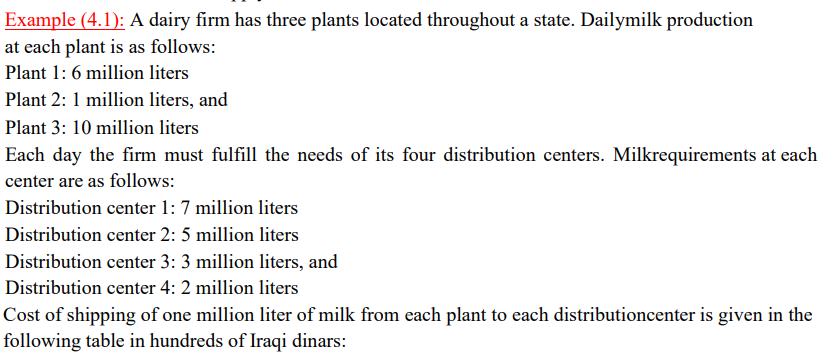 Example (4.1): A dairy firm has three plants located throughout a state. Dailymilk production
at each plant is as follows:
Plant 1: 6 million liters
Plant 2: 1 million liters, and
Plant 3: 10 million liters
Each day the firm must fulfill the needs of its four distribution centers. Milkrequirements at each
center are as follows:
Distribution center 1: 7 million liters
Distribution center 2: 5 million liters
Distribution center 3: 3 million liters, and
Distribution center 4: 2 million liters
Cost of shipping of one million liter of milk from each plant to each distributioncenter is given in the
following table in hundreds of Iraqi dinars: